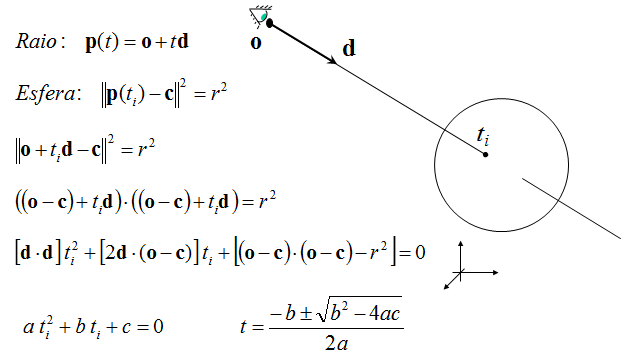 Raio: p(t) = o + td
o
d
Esfera: ‖p(tᵢ) − c‖² = r²
‖o + tᵢd − c‖² = r²
tᵢ
((o − c) + tᵢd)·((o − c) + tᵢd) = r²
[d·d]tᵢ² + [2d·(o − c)]tᵢ + ⌊(o − c)·(o − c) − r²⌋ = 0
a tᵢ² + b tᵢ + c = 0
t = (−b ± √(b² − 4ac)) / 2a